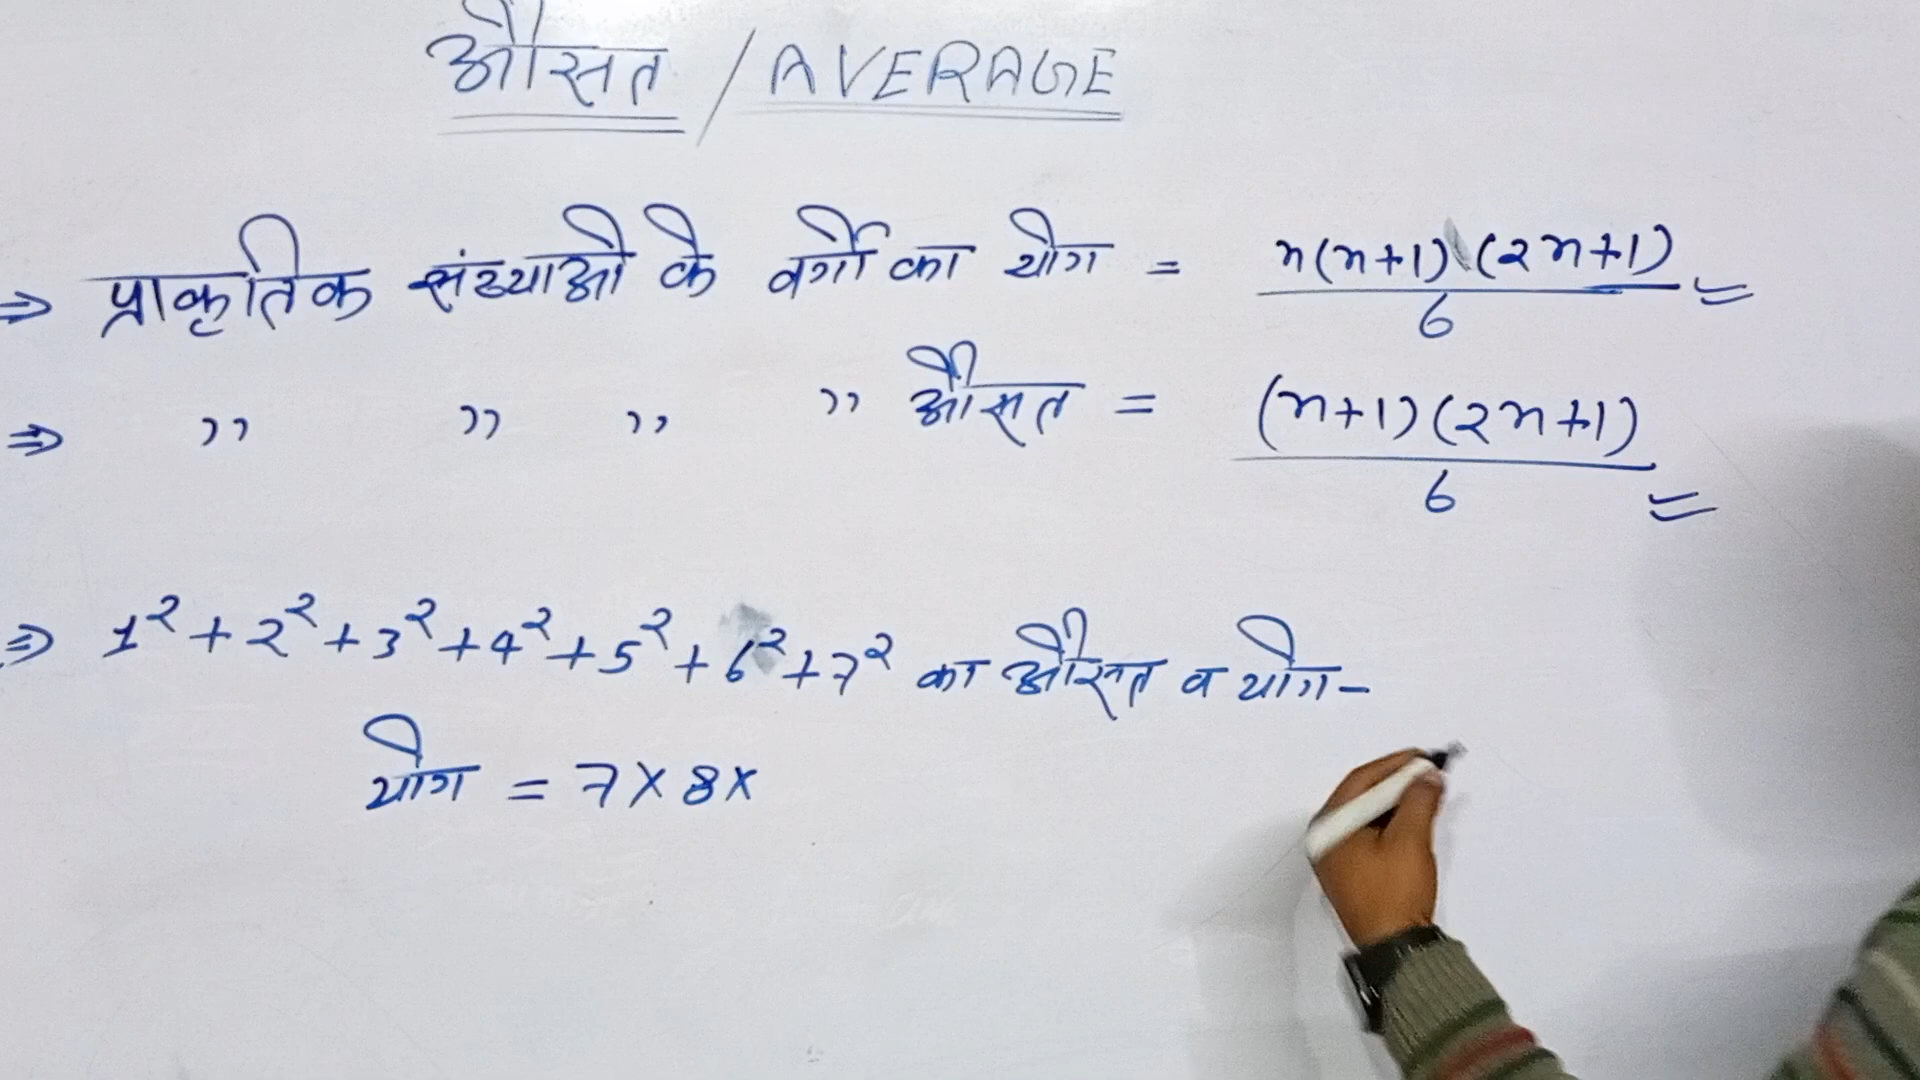 औसत / AVERAGE
⇒ प्राकृतिक संख्याओ के वर्गो का योग = n(n+1)(2n+1)/6 =
⇒ " " " " औसत = (n+1)(2n+1)/6 =
⇒ 1² + 2² + 3² + 4² + 5² + 6² + 7² का औसत व योग -
योग = 7 × 8 ×